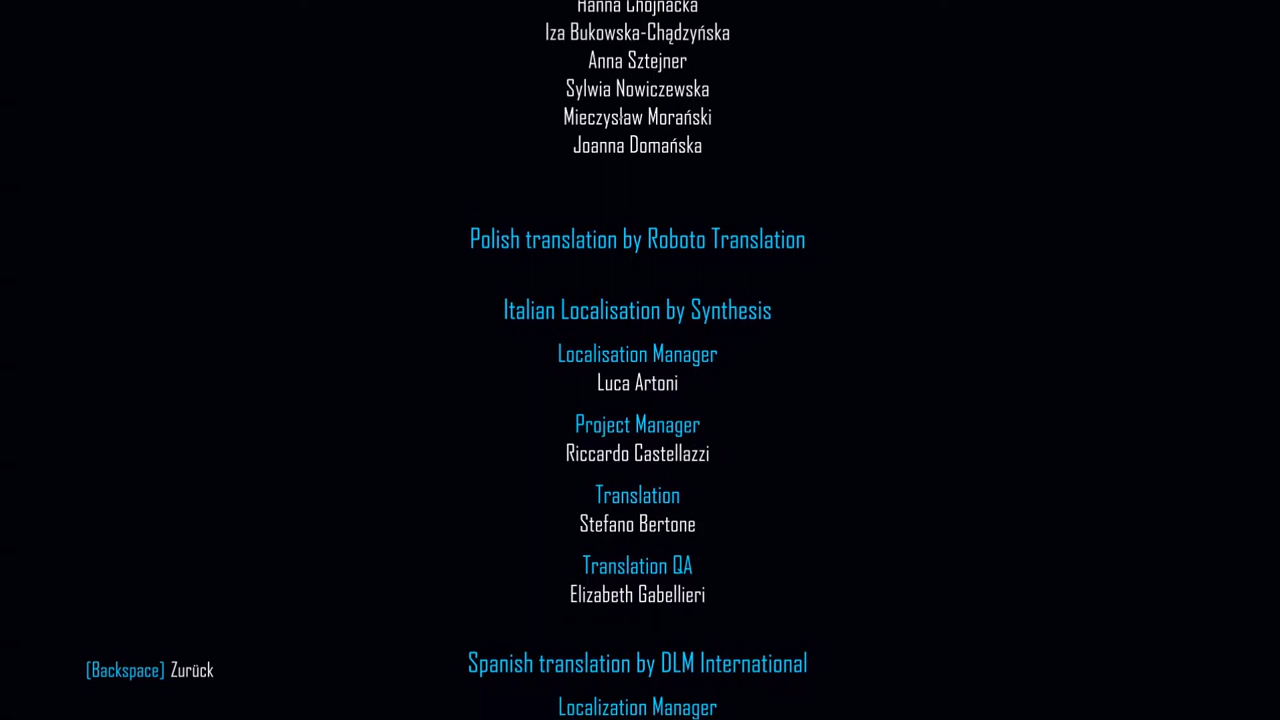 Hanna Chojnacka
Iza Bukowska-Chądzyńska
Anna Sztejner
Sylwia Nowiczewska
Mieczysław Morański
Joanna Domańska
Polish translation by Roboto Translation
Italian Localisation by Synthesis
Localisation Manager
Luca Artoni
Project Manager
Riccardo Castellazzi
Translation
Stefano Bertone
Translation QA
Elizabeth Gabellieri
Spanish translation by DLM International
[Backspace] Zurück
Localization Manager